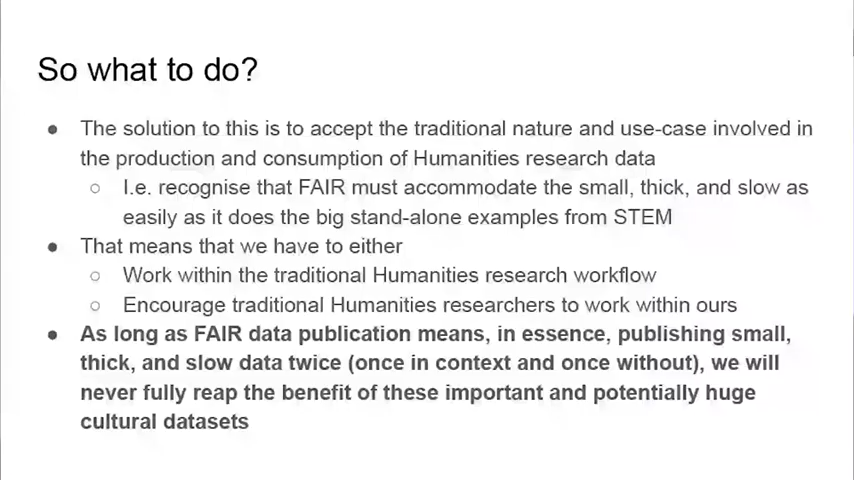 So what to do?
● The solution to this is to accept the traditional nature and use-case involved in
the production and consumption of Humanities research data
○ I.e. recognise that FAIR must accommodate the small, thick, and slow as
easily as it does the big stand-alone examples from STEM
● That means that we have to either
○ Work within the traditional Humanities research workflow
○ Encourage traditional Humanities researchers to work within ours
● As long as FAIR data publication means, in essence, publishing small,
thick, and slow data twice (once in context and once without), we will
never fully reap the benefit of these important and potentially huge
cultural datasets